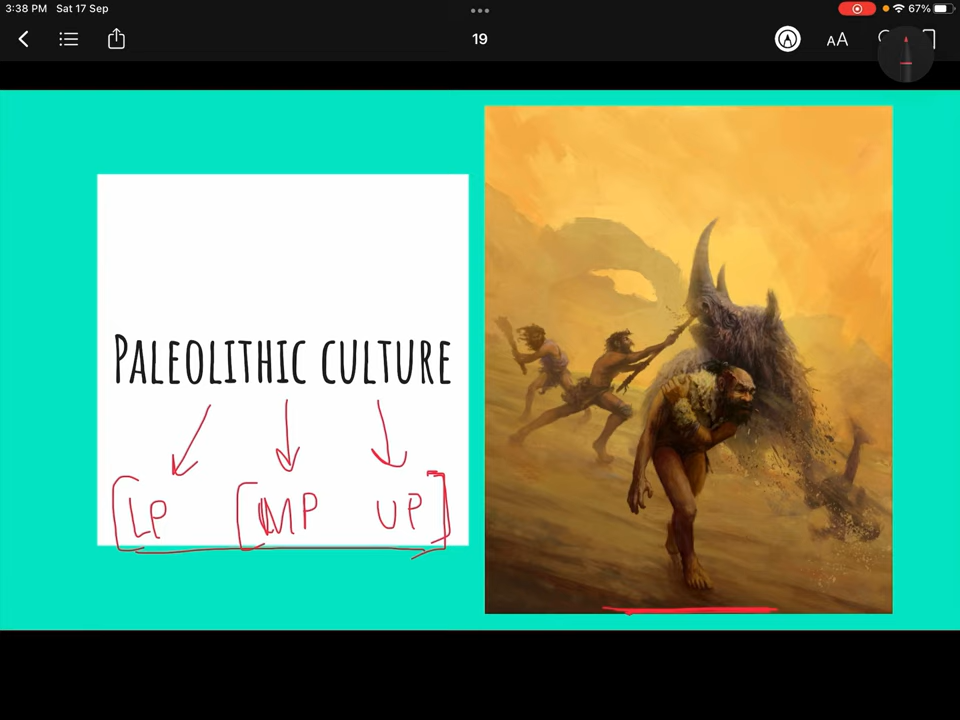 3:38 PM Sat 17 Sep
67%
19
AA
PALEOLITHIC CULTURE
LP MP UP